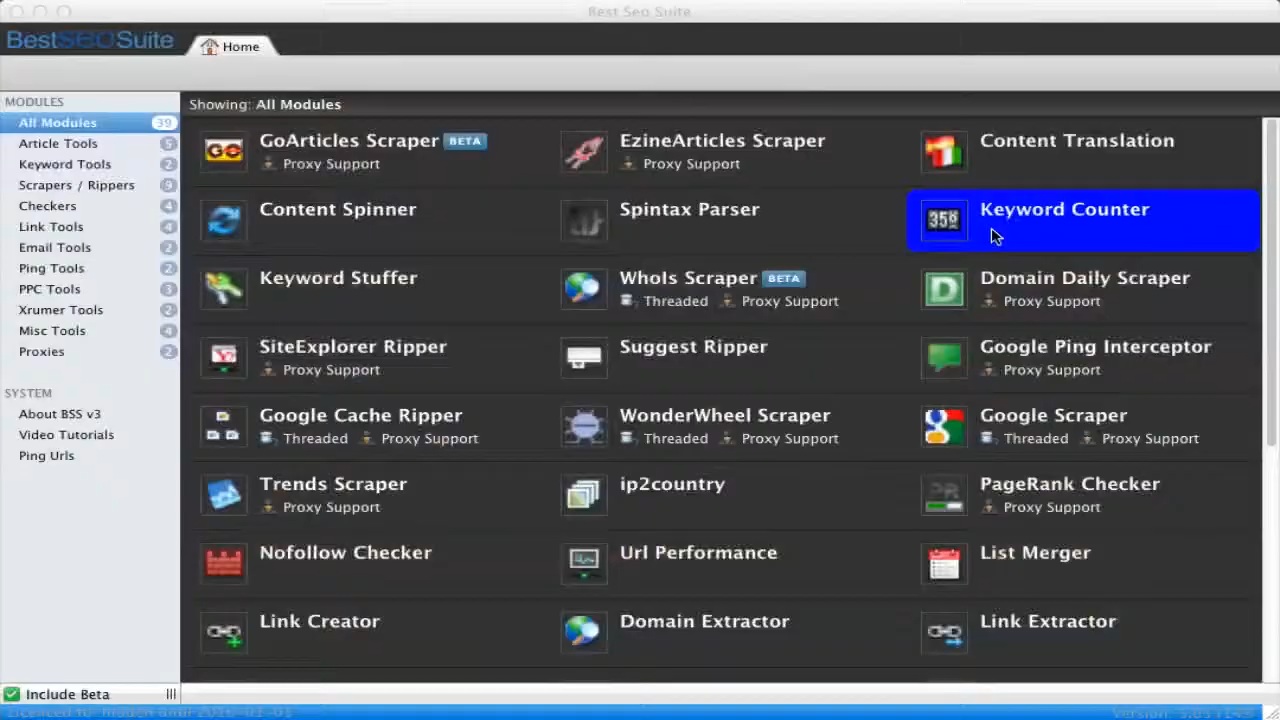 Best Seo Suite
BestSEOSuite
Home
MODULES
All Modules 39
Article Tools 5
Keyword Tools 2
Scrapers / Rippers 9
Checkers 4
Link Tools 4
Email Tools 2
Ping Tools 2
PPC Tools 3
Xrumer Tools 2
Misc Tools 4
Proxies 2
SYSTEM
About BSS v3
Video Tutorials
Ping Urls
Include Beta
Showing: All Modules
GO
GoArticles Scraper BETA
Proxy Support
EzineArticles Scraper
Proxy Support
Content Translation
Content Spinner
Spintax Parser
358
Keyword Counter
Keyword Stuffer
WhoIs Scraper BETA
Threaded Proxy Support
D
Domain Daily Scraper
Proxy Support
SiteExplorer Ripper
Proxy Support
Suggest Ripper
Google Ping Interceptor
Proxy Support
Google Cache Ripper
Threaded Proxy Support
WonderWheel Scraper
Threaded Proxy Support
Google Scraper
Threaded Proxy Support
Trends Scraper
Proxy Support
ip2country
PR
PageRank Checker
Proxy Support
Nofollow Checker
Url Performance
List Merger
Link Creator
Domain Extractor
Link Extractor